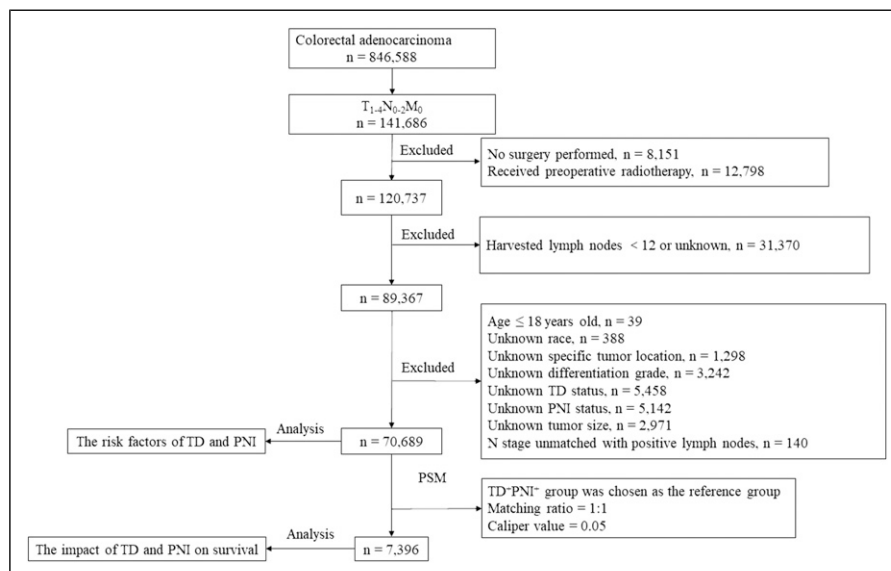 Colorectal adenocarcinoma
n = 846,588
T1-4N0-2M0
n = 141,686
Excluded
No surgery performed, n = 8,151
Received preoperative radiotherapy, n = 12,798
n = 120,737
Excluded
Harvested lymph nodes < 12 or unknown, n = 31,370
n = 89,367
Excluded
Age ≤ 18 years old, n = 39
Unknown race, n = 388
Unknown specific tumor location, n = 1,298
Unknown differentiation grade, n = 3,242
Unknown TD status, n = 5,458
Unknown PNI status, n = 5,142
Unknown tumor size, n = 2,971
N stage unmatched with positive lymph nodes, n = 140
The risk factors of TD and PNI
Analysis
n = 70,689
PSM
TD+PNI+ group was chosen as the reference group
Matching ratio = 1:1
Caliper value = 0.05
The impact of TD and PNI on survival
Analysis
n = 7,396